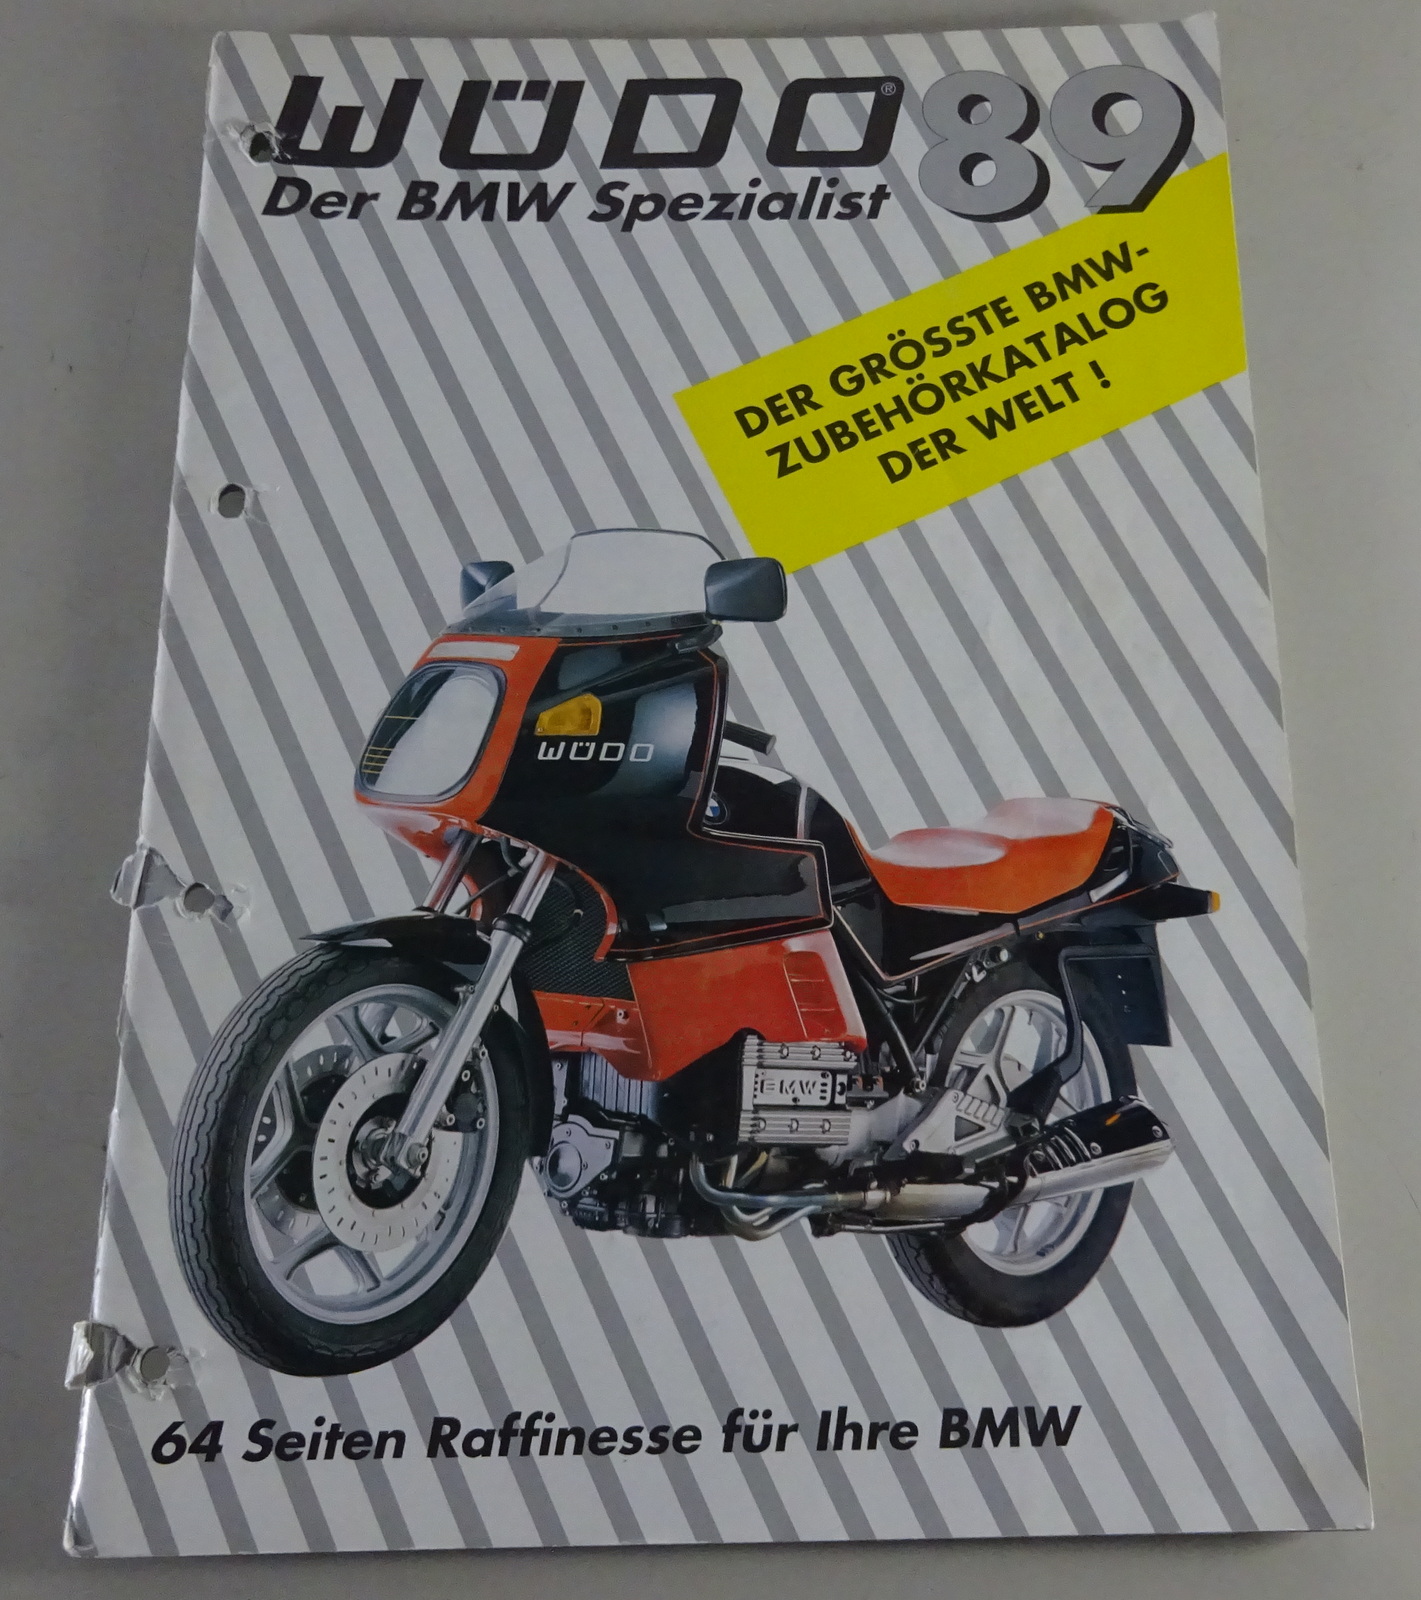 WÜDO® 89
Der BMW Spezialist
DER GRÖSSTE BMW-
ZUBEHÖRKATALOG
DER WELT !
WÜDO
BMW
64 Seiten Raffinesse für Ihre BMW